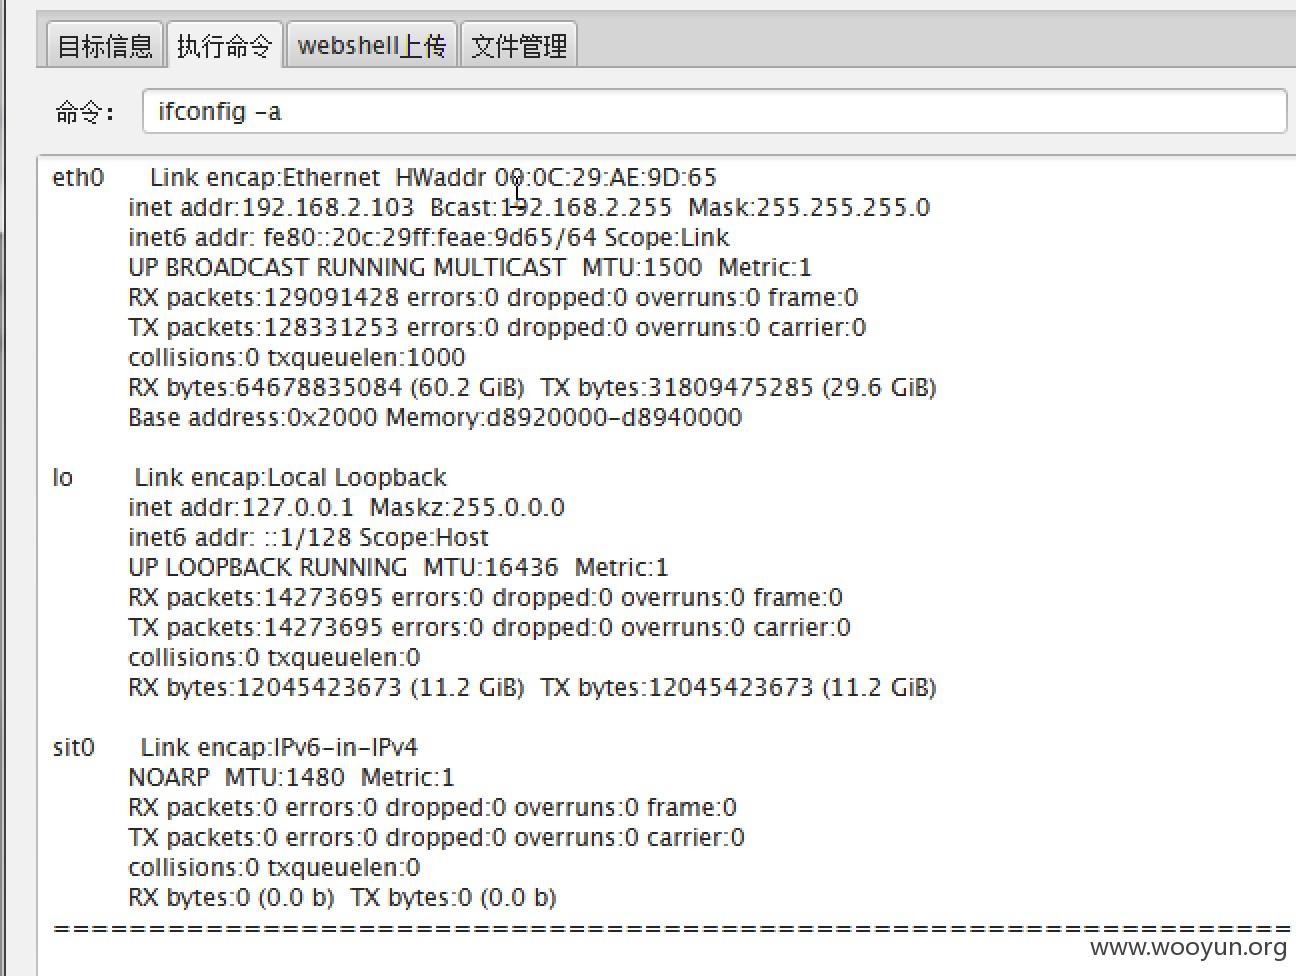 目标信息 执行命令 webshell上传 文件管理
命令: ifconfig -a
eth0 Link encap:Ethernet HWaddr 00:0C:29:AE:9D:65
inet addr:192.168.2.103 Bcast:192.168.2.255 Mask:255.255.255.0
inet6 addr: fe80::20c:29ff:feae:9d65/64 Scope:Link
UP BROADCAST RUNNING MULTICAST MTU:1500 Metric:1
RX packets:129091428 errors:0 dropped:0 overruns:0 frame:0
TX packets:128331253 errors:0 dropped:0 overruns:0 carrier:0
collisions:0 txqueuelen:1000
RX bytes:64678835084 (60.2 GiB) TX bytes:31809475285 (29.6 GiB)
Base address:0x2000 Memory:d8920000-d8940000
lo Link encap:Local Loopback
inet addr:127.0.0.1 Maskz:255.0.0.0
inet6 addr: ::1/128 Scope:Host
UP LOOPBACK RUNNING MTU:16436 Metric:1
RX packets:14273695 errors:0 dropped:0 overruns:0 frame:0
TX packets:14273695 errors:0 dropped:0 overruns:0 carrier:0
collisions:0 txqueuelen:0
RX bytes:12045423673 (11.2 GiB) TX bytes:12045423673 (11.2 GiB)
sit0 Link encap:IPv6-in-IPv4
NOARP MTU:1480 Metric:1
RX packets:0 errors:0 dropped:0 overruns:0 frame:0
TX packets:0 errors:0 dropped:0 overruns:0 carrier:0
collisions:0 txqueuelen:0
RX bytes:0 (0.0 b) TX bytes:0 (0.0 b)
=================================================================
www.wooyun.org